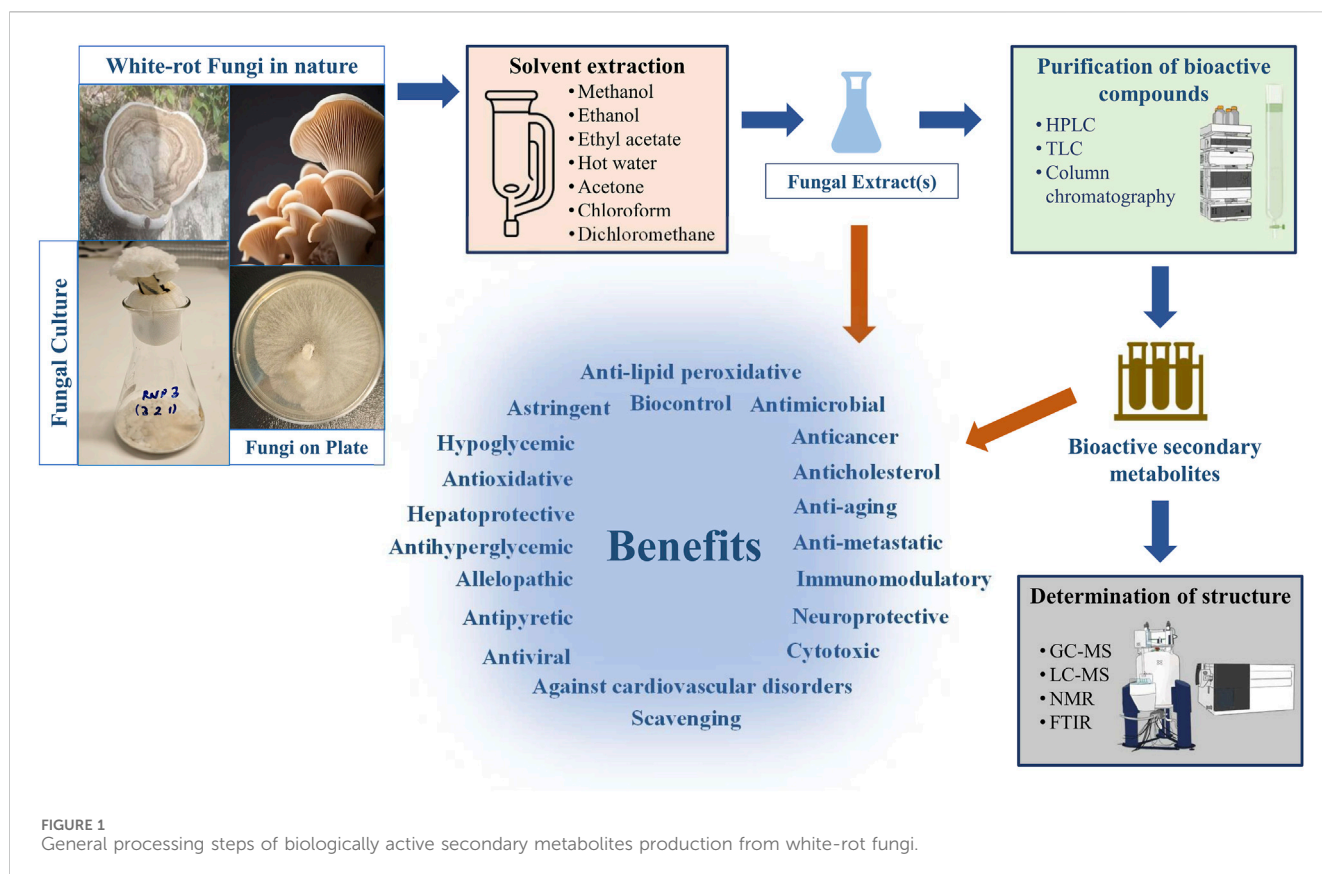 White-rot Fungi in nature
Fungal Culture
RNP 3
(3 2 1)
Fungi on Plate
Solvent extraction
• Methanol
• Ethanol
• Ethyl acetate
• Hot water
• Acetone
• Chloroform
• Dichloromethane
Fungal Extract(s)
Purification of bioactive
compounds
• HPLC
• TLC
• Column
chromatography
Bioactive secondary
metabolites
Determination of structure
• GC-MS
• LC-MS
• NMR
• FTIR
Anti-lipid peroxidative
Astringent
Biocontrol
Antimicrobial
Hypoglycemic
Anticancer
Antioxidative
Anticholesterol
Hepatoprotective
Anti-aging
Antihyperglycemic
Benefits
Anti-metastatic
Allelopathic
Immunomodulatory
Antipyretic
Neuroprotective
Antiviral
Cytotoxic
Against cardiovascular disorders
Scavenging
FIGURE 1
General processing steps of biologically active secondary metabolites production from white-rot fungi.